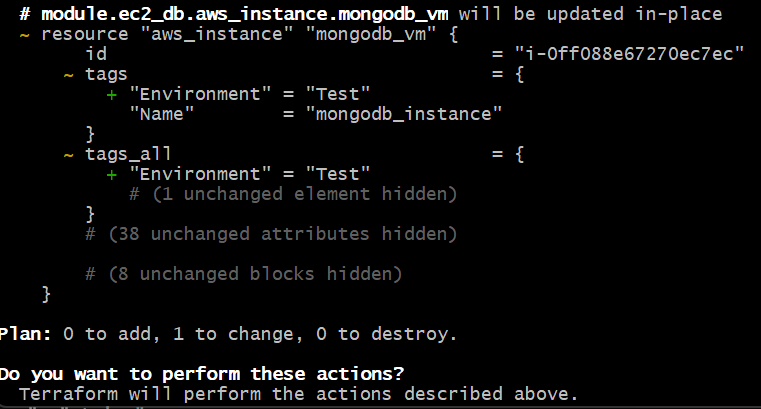 # module.ec2_db.aws_instance.mongodb_vm will be updated in-place
~ resource "aws_instance" "mongodb_vm" {
id = "i-0ff088e67270ec7ec"
~ tags = {
+ "Environment" = "Test"
"Name" = "mongodb_instance"
}
~ tags_all = {
+ "Environment" = "Test"
# (1 unchanged element hidden)
}
# (38 unchanged attributes hidden)
# (8 unchanged blocks hidden)
}
Plan: 0 to add, 1 to change, 0 to destroy.
Do you want to perform these actions?
Terraform will perform the actions described above.